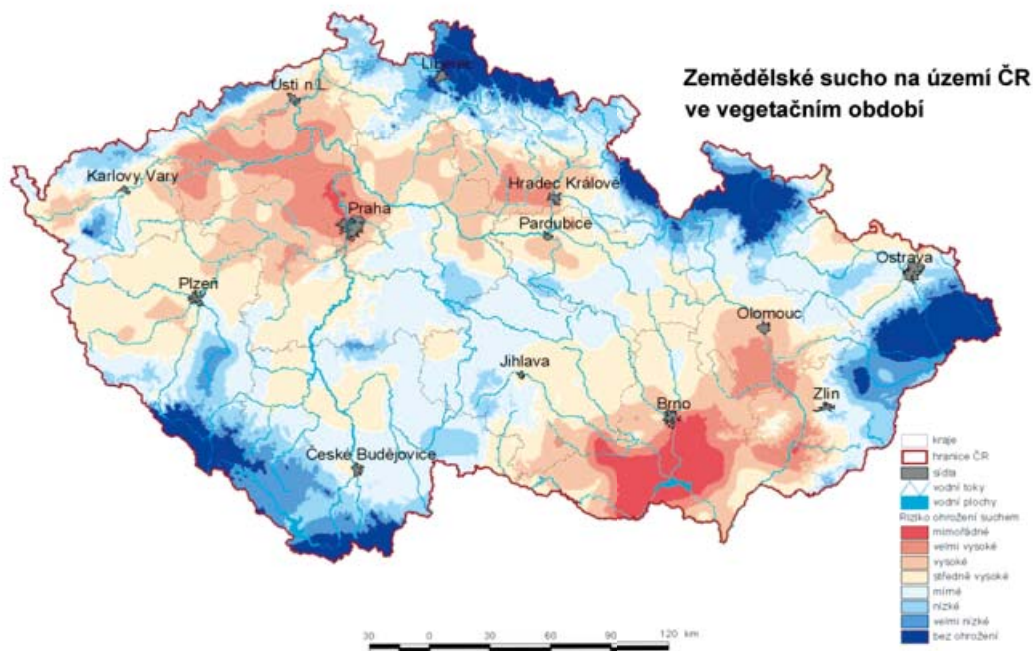 Zemědělské sucho na území ČR
ve vegetačním období
Liberec
Ústí n.L.
Karlovy Vary
Hradec Králové
Praha
Pardubice
Ostrava
Plzeň
Olomouc
Jihlava
Zlín
Brno
České Budějovice
kraje
hranice ČR
sídla
vodní toky
vodní plochy
Riziko ohrožení suchem
mimořádné
velmi vysoké
vysoké
středně vysoké
mírné
nízké
velmi nízké
bez ohrožení
30 0 30 60 90 120 km